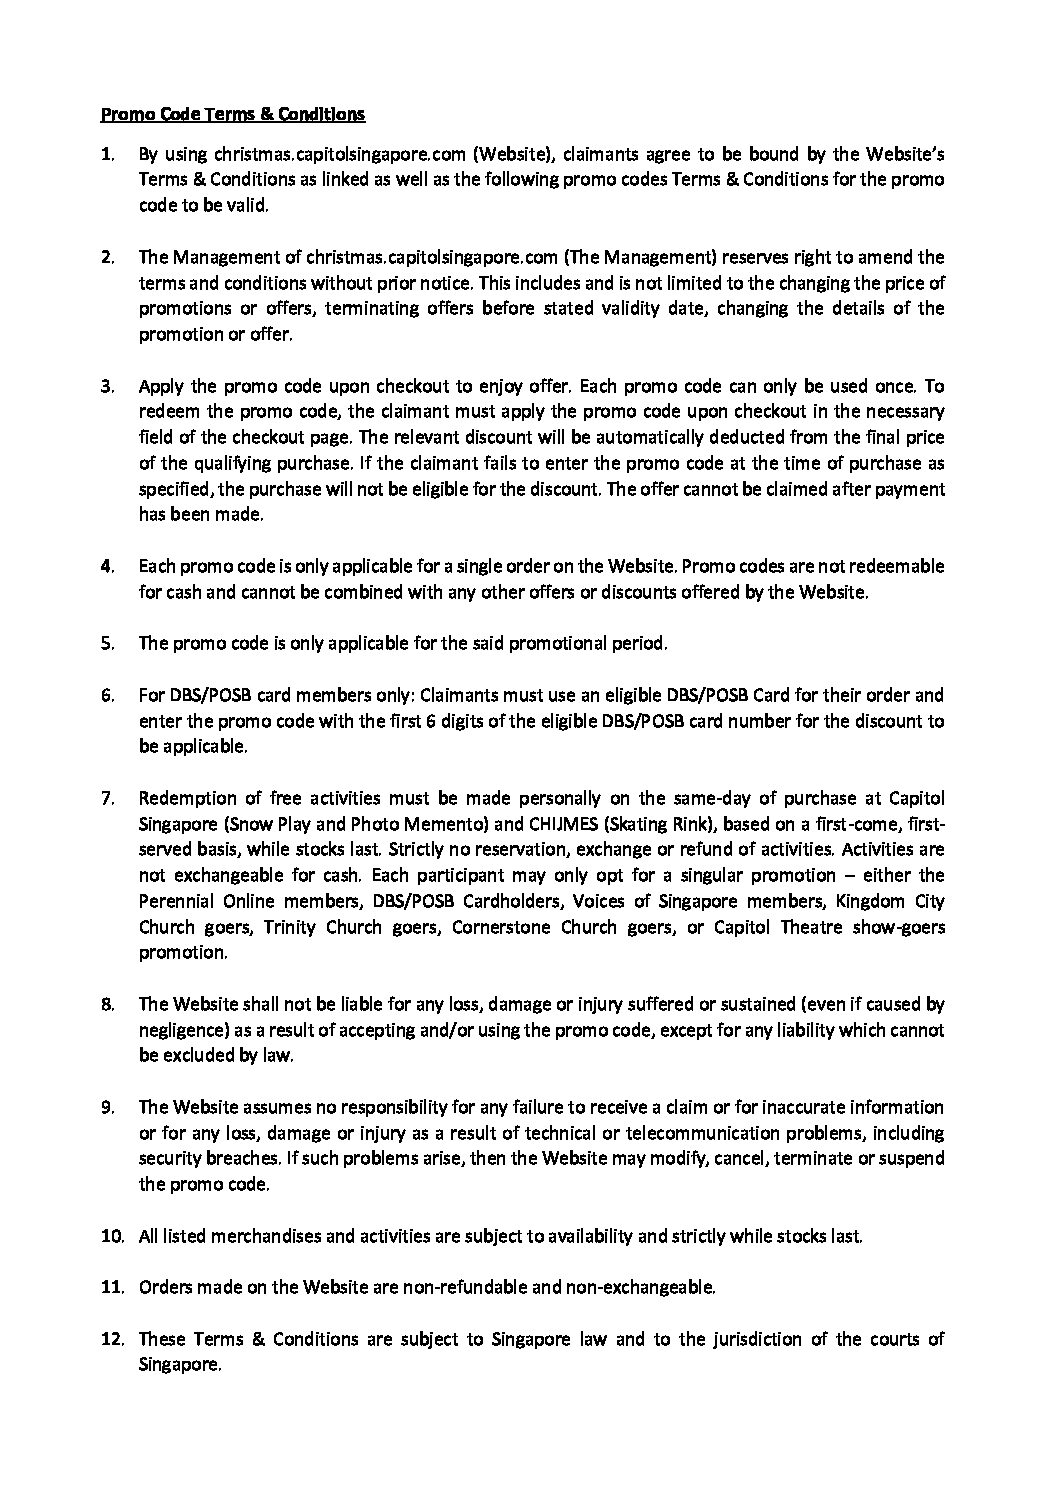 Promo Code Terms & Conditions
1. By using christmas.capitolsingapore.com (Website), claimants agree to be bound by the Website's
Terms & Conditions as linked as well as the following promo codes Terms & Conditions for the promo
code to be valid.
2. The Management of christmas.capitolsingapore.com (The Management) reserves right to amend the
terms and conditions without prior notice. This includes and is not limited to the changing the price of
promotions or offers, terminating offers before stated validity date, changing the details of the
promotion or offer.
3. Apply the promo code upon checkout to enjoy offer. Each promo code can only be used once. To
redeem the promo code, the claimant must apply the promo code upon checkout in the necessary
field of the checkout page. The relevant discount will be automatically deducted from the final price
of the qualifying purchase. If the claimant fails to enter the promo code at the time of purchase as
specified, the purchase will not be eligible for the discount. The offer cannot be claimed after payment
has been made.
4. Each promo code is only applicable for a single order on the Website. Promo codes are not redeemable
for cash and cannot be combined with any other offers or discounts offered by the Website.
5. The promo code is only applicable for the said promotional period.
6. For DBS/POSB card members only: Claimants must use an eligible DBS/POSB Card for their order and
enter the promo code with the first 6 digits of the eligible DBS/POSB card number for the discount to
be applicable.
7. Redemption of free activities must be made personally on the same-day of purchase at Capitol
Singapore (Snow Play and Photo Memento) and CHIJMES (Skating Rink), based on a first-come, first-
served basis, while stocks last. Strictly no reservation, exchange or refund of activities. Activities are
not exchangeable for cash. Each participant may only opt for a singular promotion – either the
Perennial Online members, DBS/POSB Cardholders, Voices of Singapore members, Kingdom City
Church goers, Trinity Church goers, Cornerstone Church goers, or Capitol Theatre show-goers
promotion.
8. The Website shall not be liable for any loss, damage or injury suffered or sustained (even if caused by
negligence) as a result of accepting and/or using the promo code, except for any liability which cannot
be excluded by law.
9. The Website assumes no responsibility for any failure to receive a claim or for inaccurate information
or for any loss, damage or injury as a result of technical or telecommunication problems, including
security breaches. If such problems arise, then the Website may modify, cancel, terminate or suspend
the promo code.
10. All listed merchandises and activities are subject to availability and strictly while stocks last.
11. Orders made on the Website are non-refundable and non-exchangeable.
12. These Terms & Conditions are subject to Singapore law and to the jurisdiction of the courts of
Singapore.